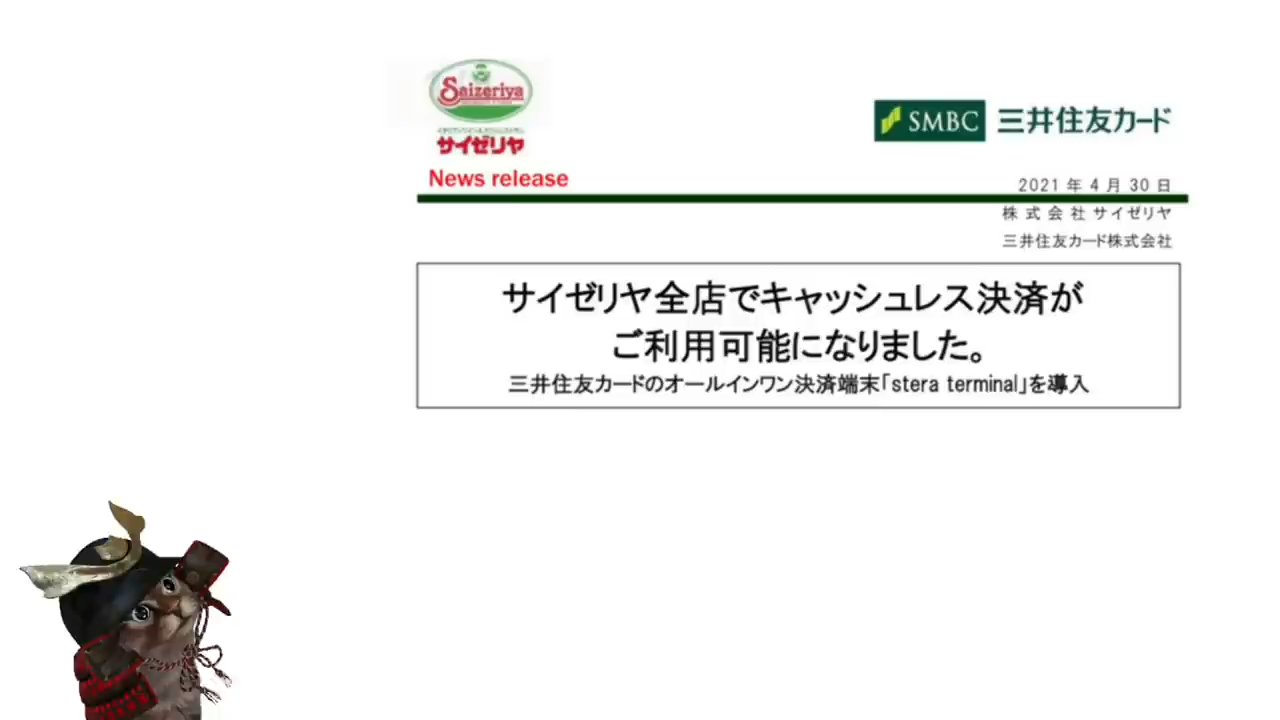 Saizeriya
サイゼリヤ
SMBC 三井住友カード
News release
2021 年 4 月 30 日
株 式 会 社 サイゼリヤ
三井住友カード株式会社
サイゼリヤ全店でキャッシュレス決済が
ご利用可能になりました。
三井住友カードのオールインワン決済端末「stera terminal」を導入